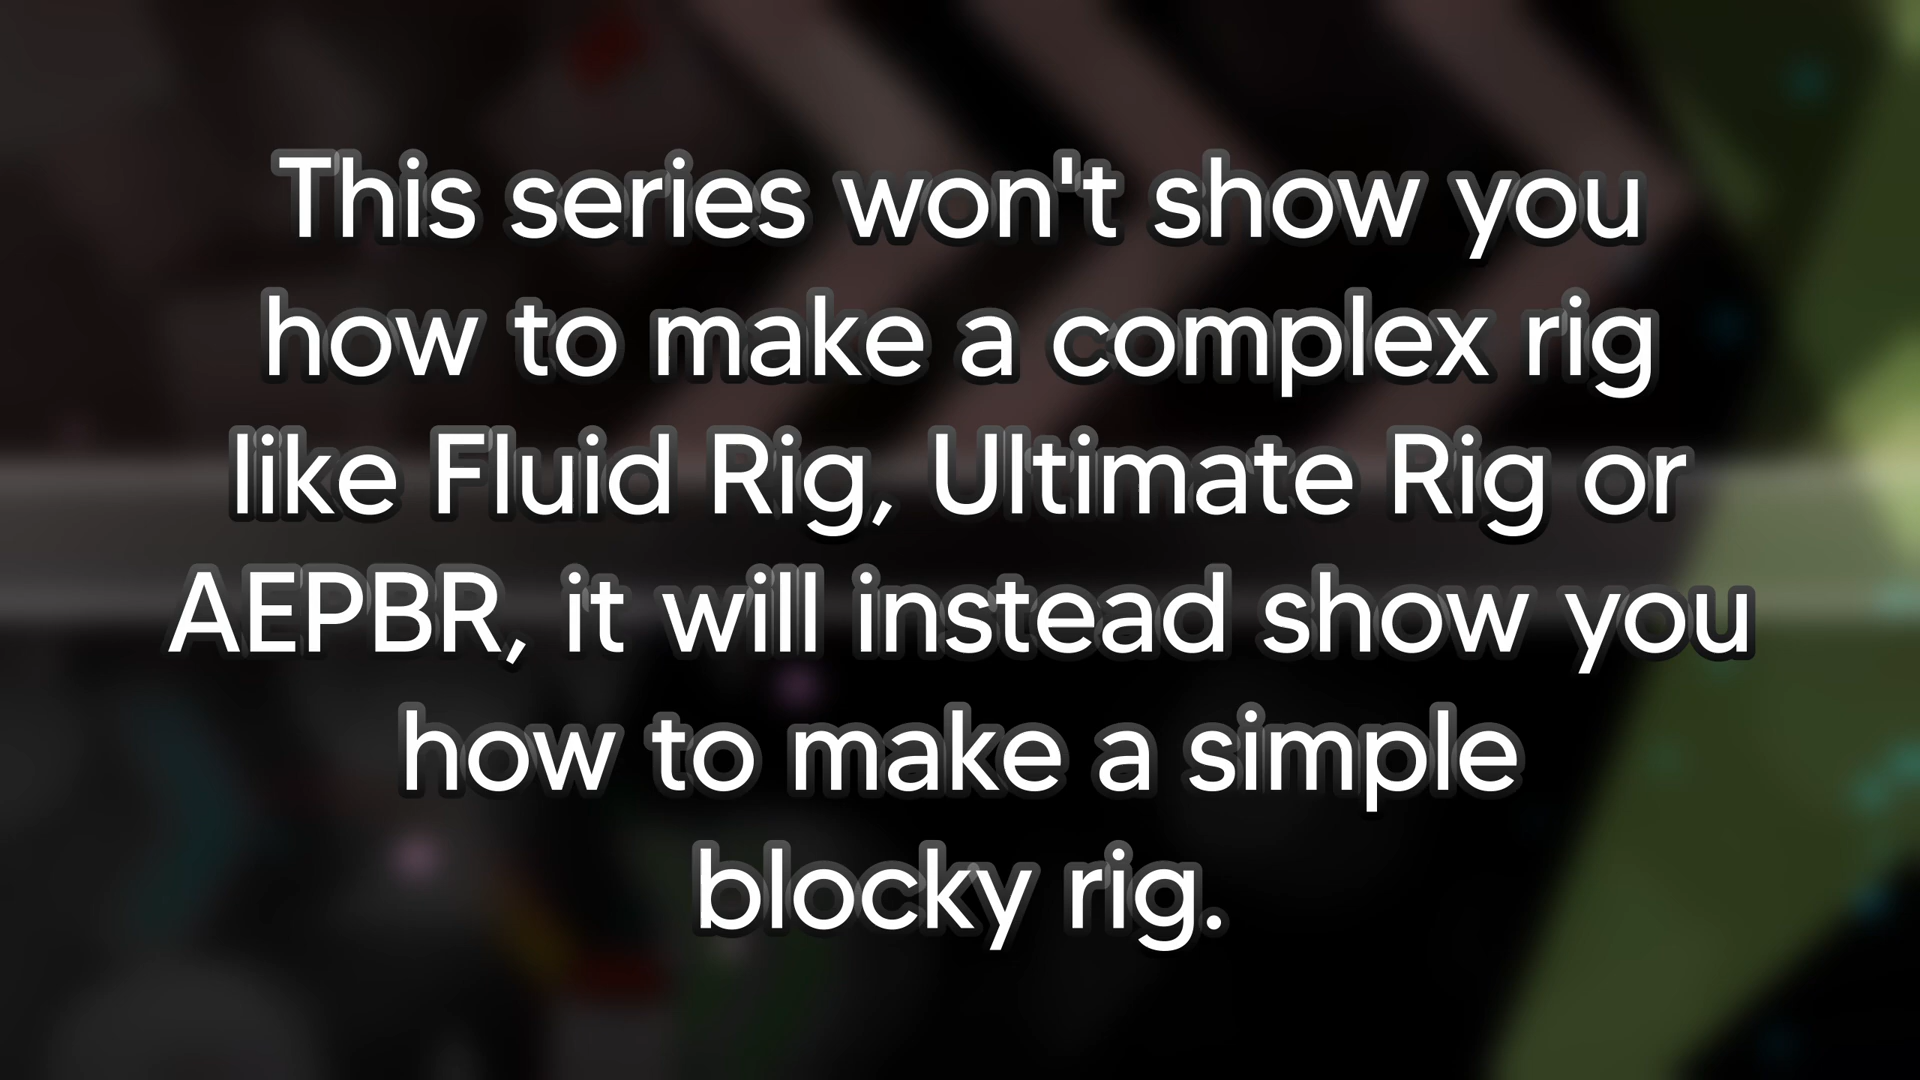 This series won't show you
how to make a complex rig
like Fluid Rig, Ultimate Rig or
AEPBR, it will instead show you
how to make a simple
blocky rig.